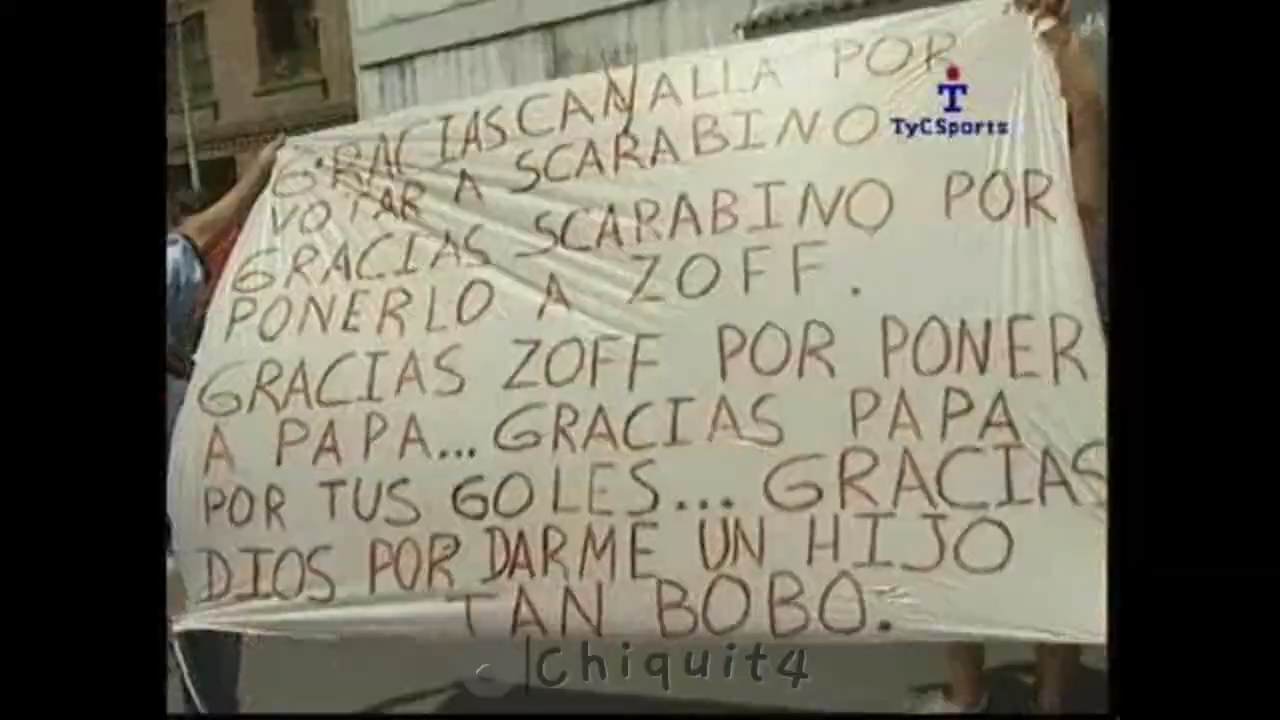 GRACIAS CANALLA POR
VOTAR A SCARABINO
GRACIAS SCARABINO POR
PONERLO A ZOFF.
GRACIAS ZOFF POR PONER
A PAPA... GRACIAS PAPA
POR TUS GOLES... GRACIAS
DIOS POR DARME UN HIJO
TAN BOBO.
TyCSports
Chiquit4